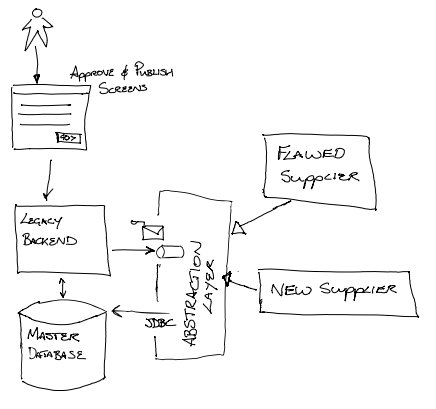 Approve & Publish
Screens
<go>
Flawed
Supplier
Legacy
Backend
Abstraction
Layer
New Supplier
JDBC
Master
Database